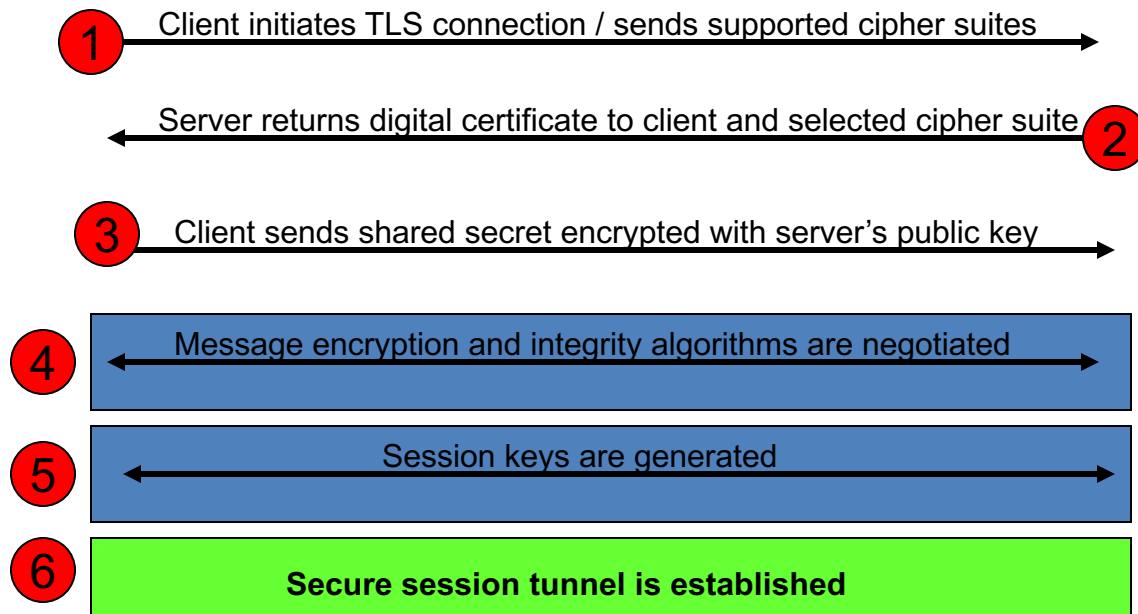 1 Client initiates TLS connection / sends supported cipher suites
Server returns digital certificate to client and selected cipher suite 2
3 Client sends shared secret encrypted with server’s public key
4 Message encryption and integrity algorithms are negotiated
5 Session keys are generated
6 Secure session tunnel is established